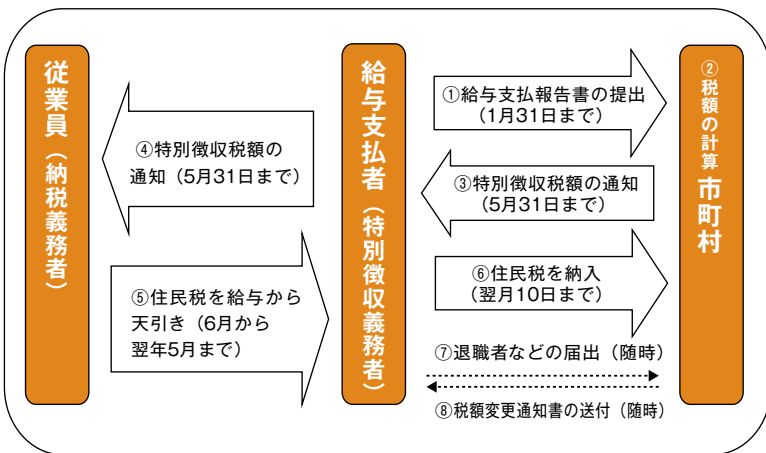 従業員（納税義務者）
④特別徴収税額の
通知（5月31日まで）
⑤住民税を給与から
天引き（6月から
翌年5月まで）
給与支払者（特別徴収義務者）
①給与支払報告書の提出
（1月31日まで）
③特別徴収税額の通知
（5月31日まで）
⑥住民税を納入
（翌月10日まで）
⑦退職者などの届出（随時）
⑧税額変更通知書の送付（随時）
②税額の計算
市町村